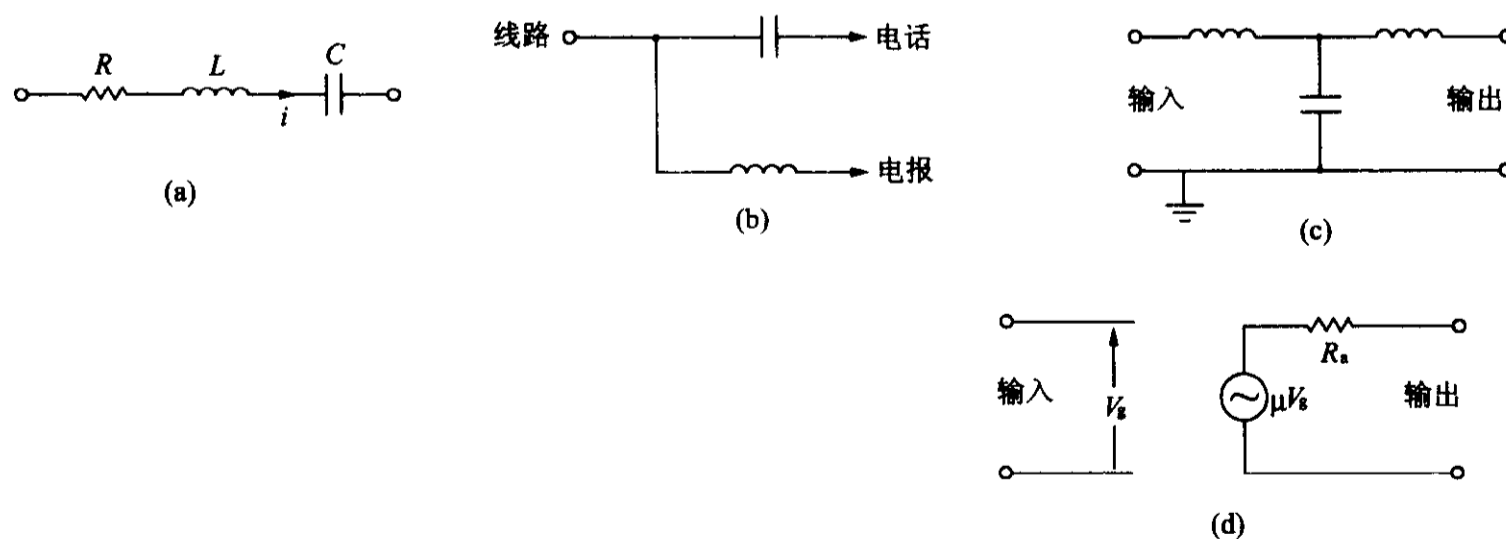 R L C
i
(a)
线路 电话
电报
(b)
输入 输出
(c)
输入 Vg μVg Ra 输出
(d)